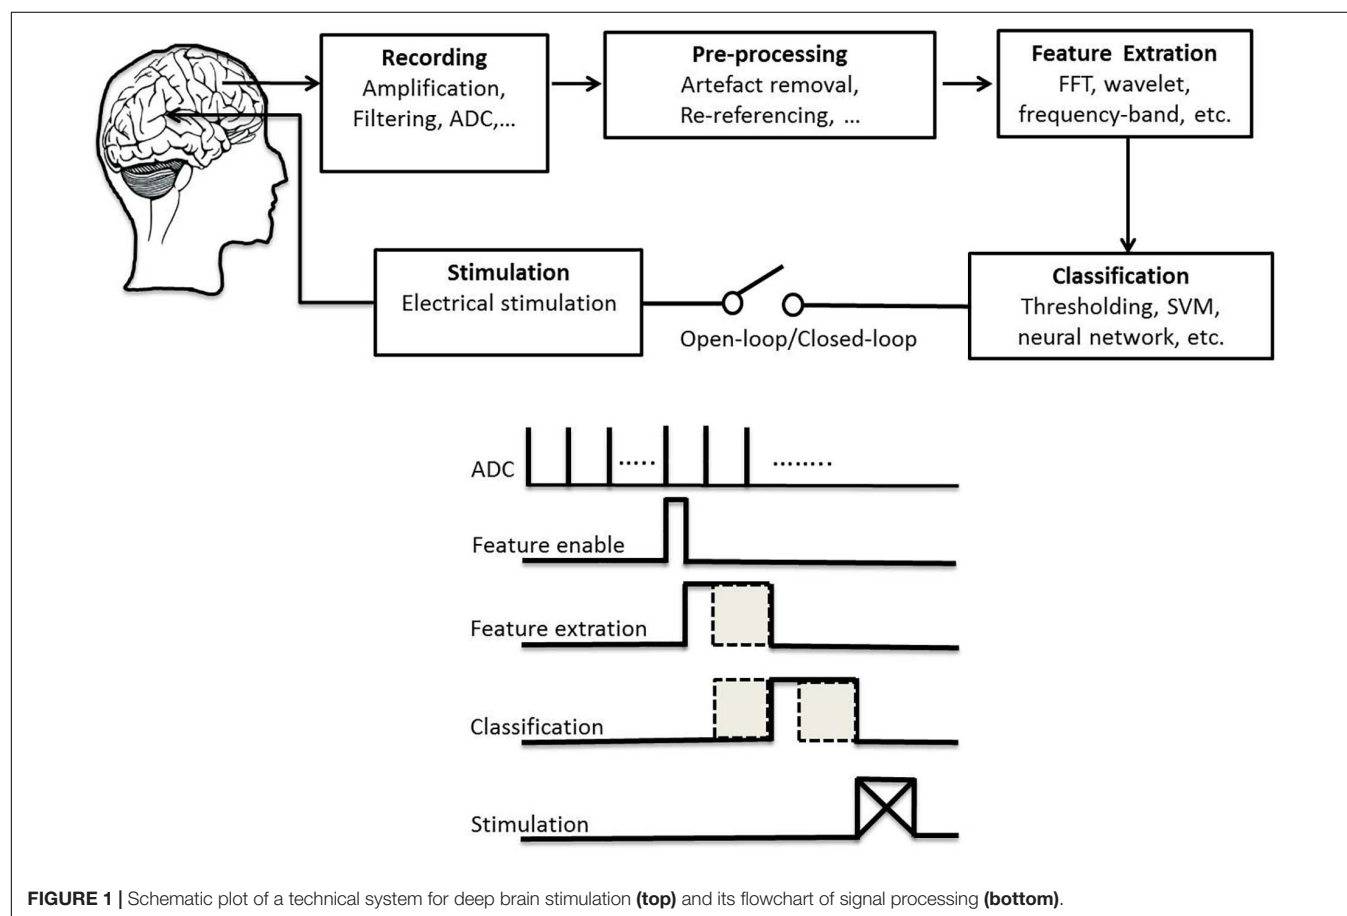 Recording
Amplification,
Filtering, ADC,...
Pre-processing
Artefact removal,
Re-referencing, ...
Feature Extration
FFT, wavelet,
frequency-band, etc.
Stimulation
Electrical stimulation
Open-loop/Closed-loop
Classification
Thresholding, SVM,
neural network, etc.
ADC
Feature enable
Feature extration
Classification
Stimulation
FIGURE 1 | Schematic plot of a technical system for deep brain stimulation (top) and its flowchart of signal processing (bottom).